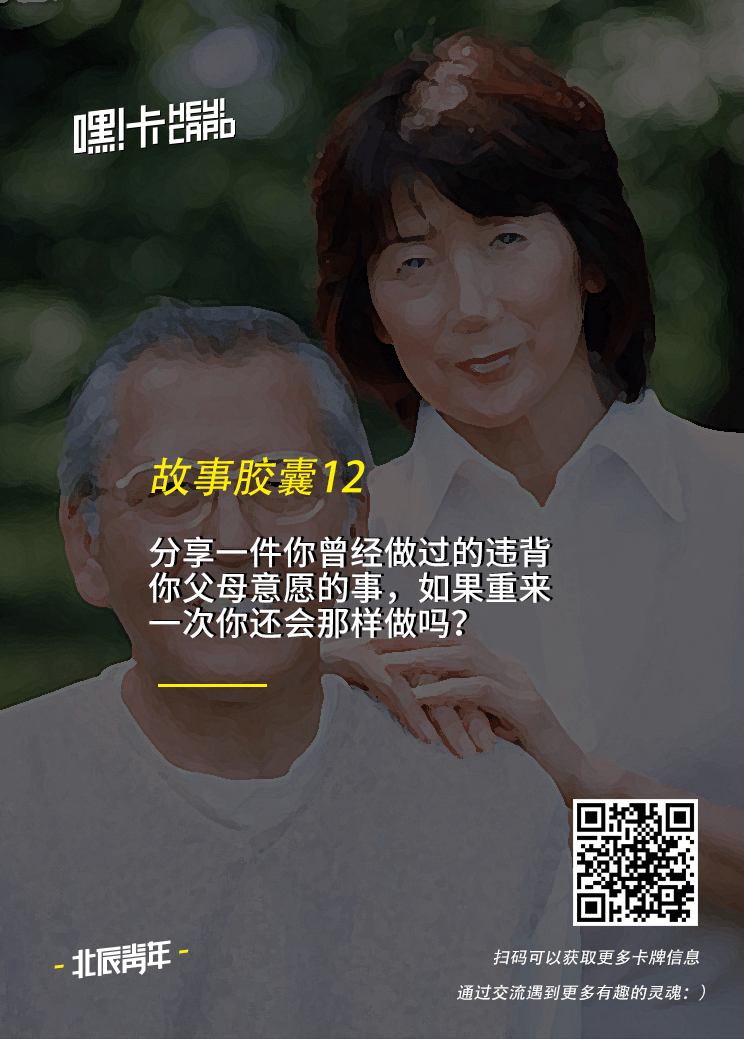 嘿!卡 HEY! CARD
故事胶囊12
分享一件你曾经做过的违背
你父母意愿的事，如果重来
一次你还会那样做吗？
- 北辰青年 -
扫码可以获取更多卡牌信息
通过交流遇到更多有趣的灵魂：）